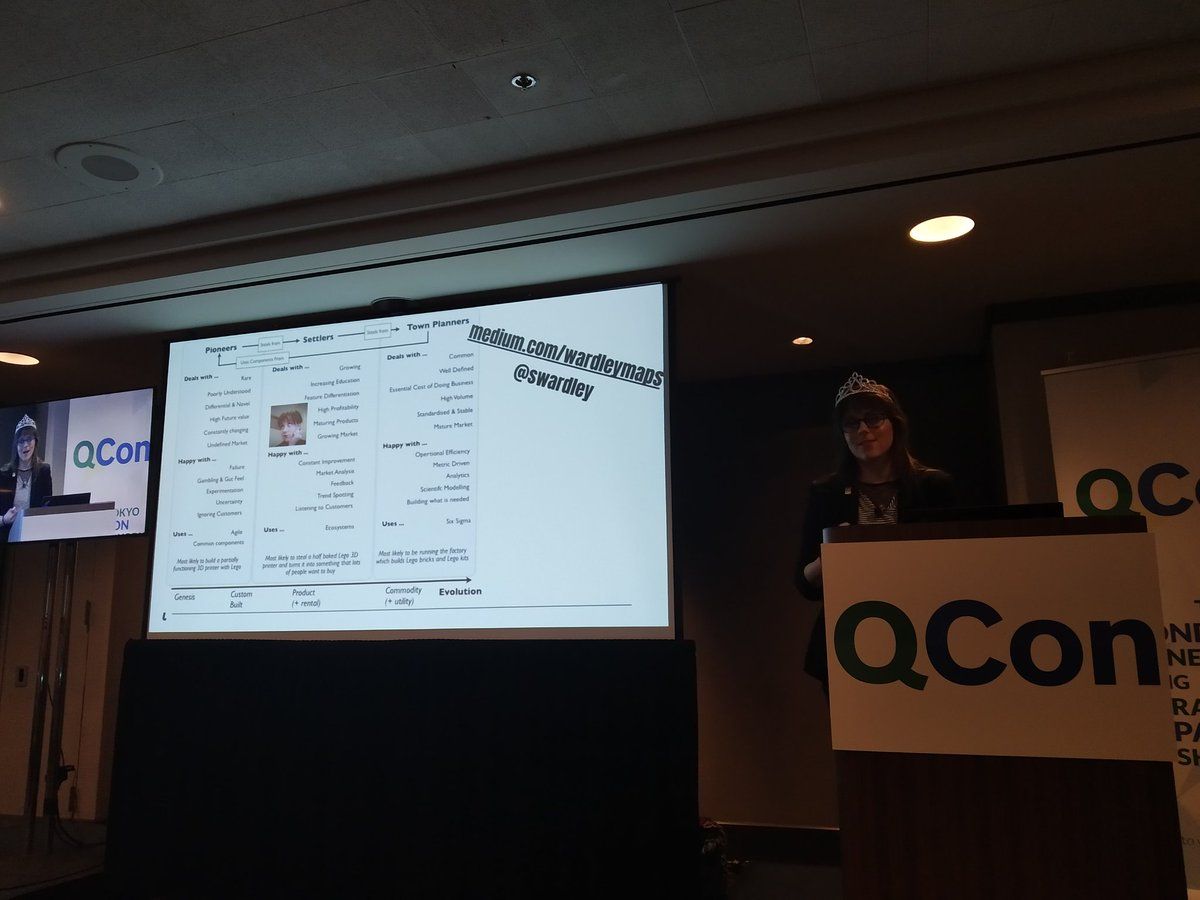 Pioneers
Steals from
Settlers
Steals from
Town Planners
Uses Components From
medium.com/wardleymaps
@swardley
Deals with ...
Rare
Poorly Understood
Differential & Novel
High Future value
Constantly changing
Undefined Market
Happy with ...
Failure
Gambling & Gut Feel
Experimentation
Uncertainty
Ignoring Customers
Uses ...
Agile
Common components
Most likely to build a partially
functioning 3D printer with Lego
Deals with ...
Growing
Increasing Education
Feature Differentiation
High Profitability
Maturing Products
Growing Market
Happy with ...
Constant Improvement
Market Analysis
Feedback
Trend Spotting
Listening to Customers
Uses ...
Ecosystems
Most likely to steal a half baked Lego 3D
printer and turns it into something that lots
of people want to buy
Deals with ...
Common
Well Defined
Essential Cost of Doing Business
High Volume
Standardised & Stable
Mature Market
Happy with ...
Opertional Efficiency
Metric Driven
Analytics
Scientifc Modelling
Building what is needed
Uses ...
Six Sigma
Most likely to be running the factory
which builds Lego bricks and Lego kits
Genesis
Custom
Built
Product
(+ rental)
Commodity
(+ utility)
Evolution
QCon
OKYO
ON
QCon
QC